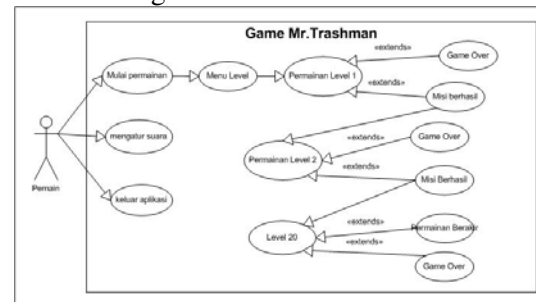 Game Mr.Trashman
«extends»
Game Over
Mulai permainan
Menu Level
Permainan Level 1
«extends»
Misi berhasil
mengatur suara
«extends»
Game Over
Permainan Level 2
«extends»
Pemain
Misi Berhasil
keluar aplikasi
«extends»
Permainan Berakir
Level 20
«extends»
Game Over